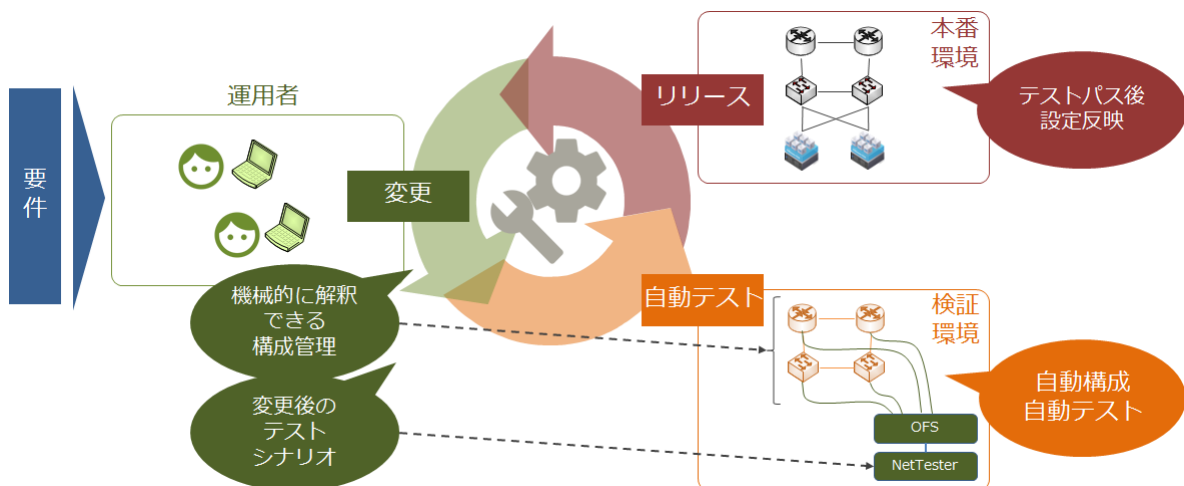 要
件
運用者
変更
機械的に解釈
できる
構成管理
変更後の
テスト
シナリオ
リリース
本番
環境
テストパス後
設定反映
自動テスト
検証
環境
自動構成
自動テスト
OFS
NetTester